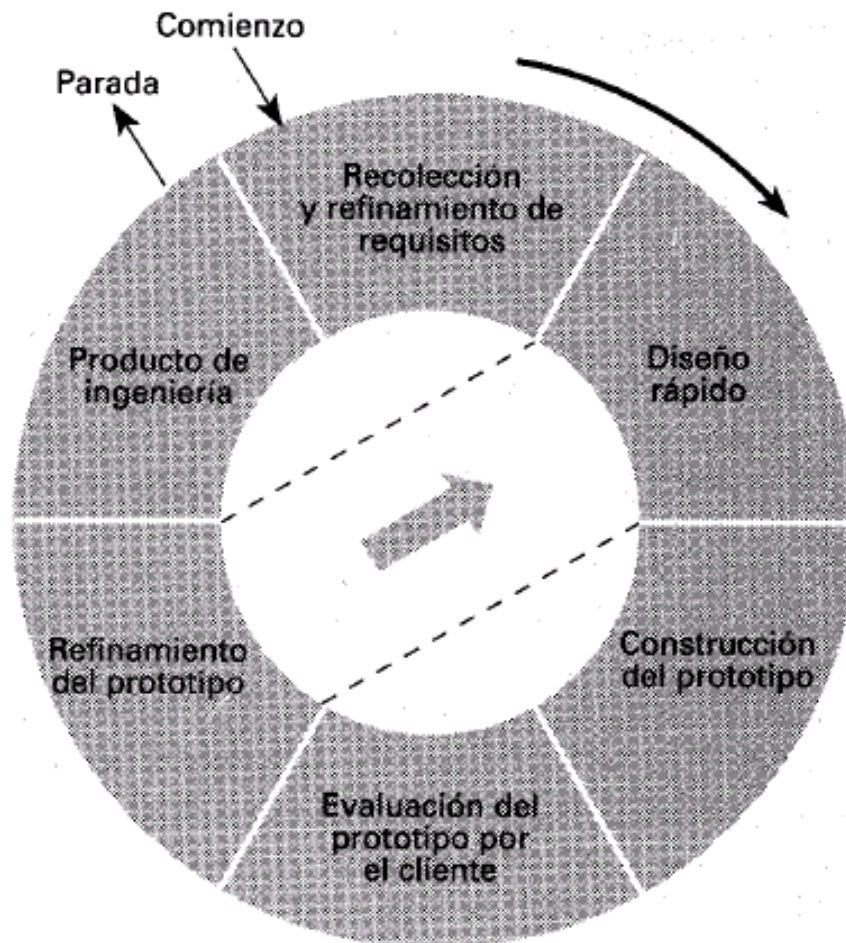 Comienzo
Parada
Recolección
y refinamiento de
requisitos
Diseño
rápido
Construcción
del prototipo
Evaluación del
prototipo por
el cliente
Refinamiento
del prototipo
Producto de
ingeniería